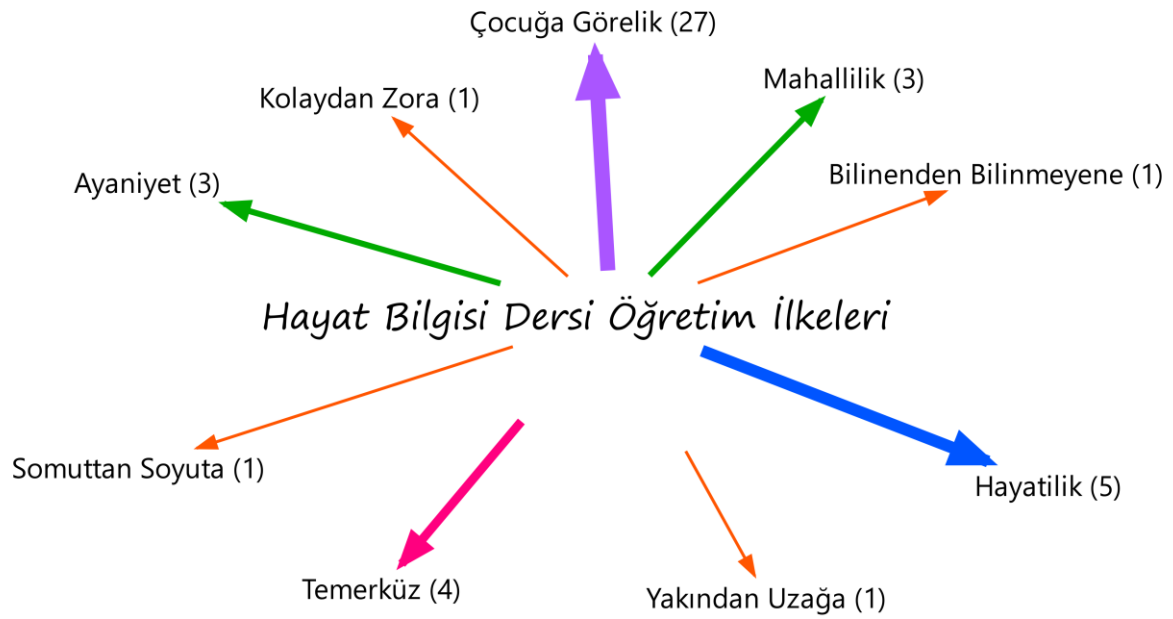 Çocuğa Görelik (27)
Mahallilik (3)
Kolaydan Zora (1)
Bilinenden Bilinmeyene (1)
Ayaniyet (3)
Hayat Bilgisi Dersi Öğretim İlkeleri
Somuttan Soyuta (1)
Hayatilik (5)
Temerküz (4)
Yakından Uzağa (1)